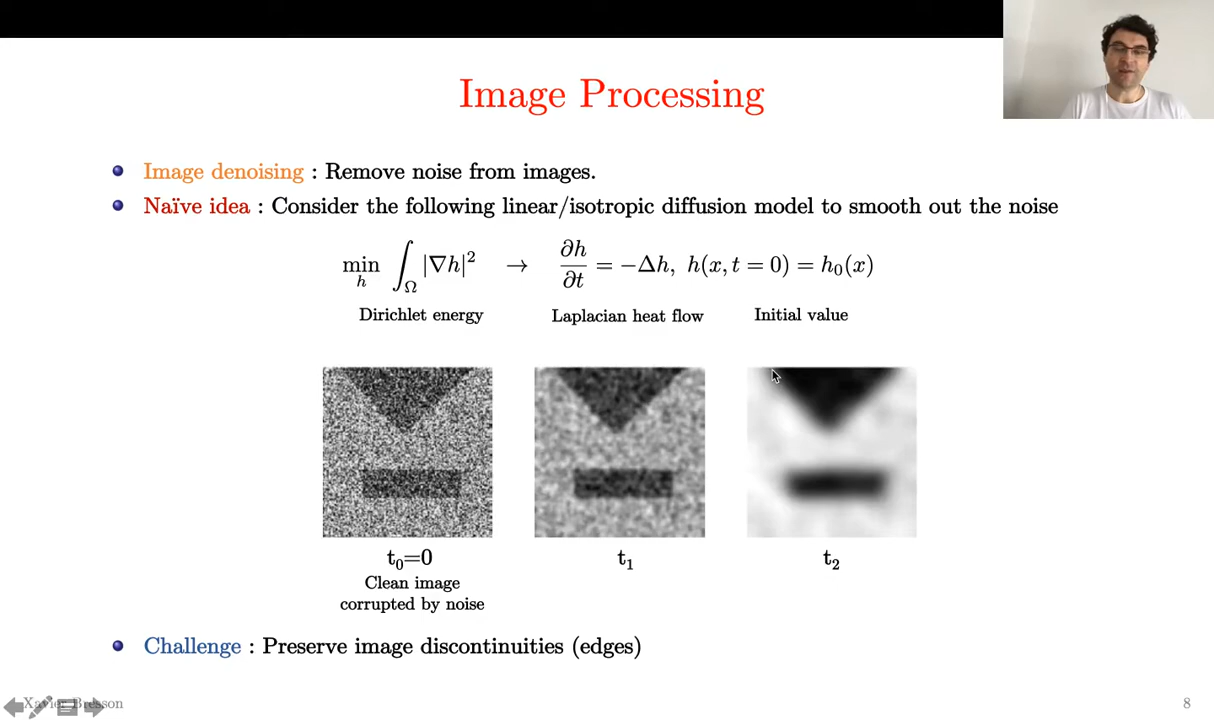 Image Processing
Image denoising : Remove noise from images.
Naïve idea : Consider the following linear/isotropic diffusion model to smooth out the noise
min_h ∫_Ω |∇h|² → ∂h/∂t = −Δh, h(x, t = 0) = h₀(x)
Dirichlet energy Laplacian heat flow Initial value
t₀=0 t₁ t₂
Clean image
corrupted by noise
Challenge : Preserve image discontinuities (edges)
Xavier Bresson 8